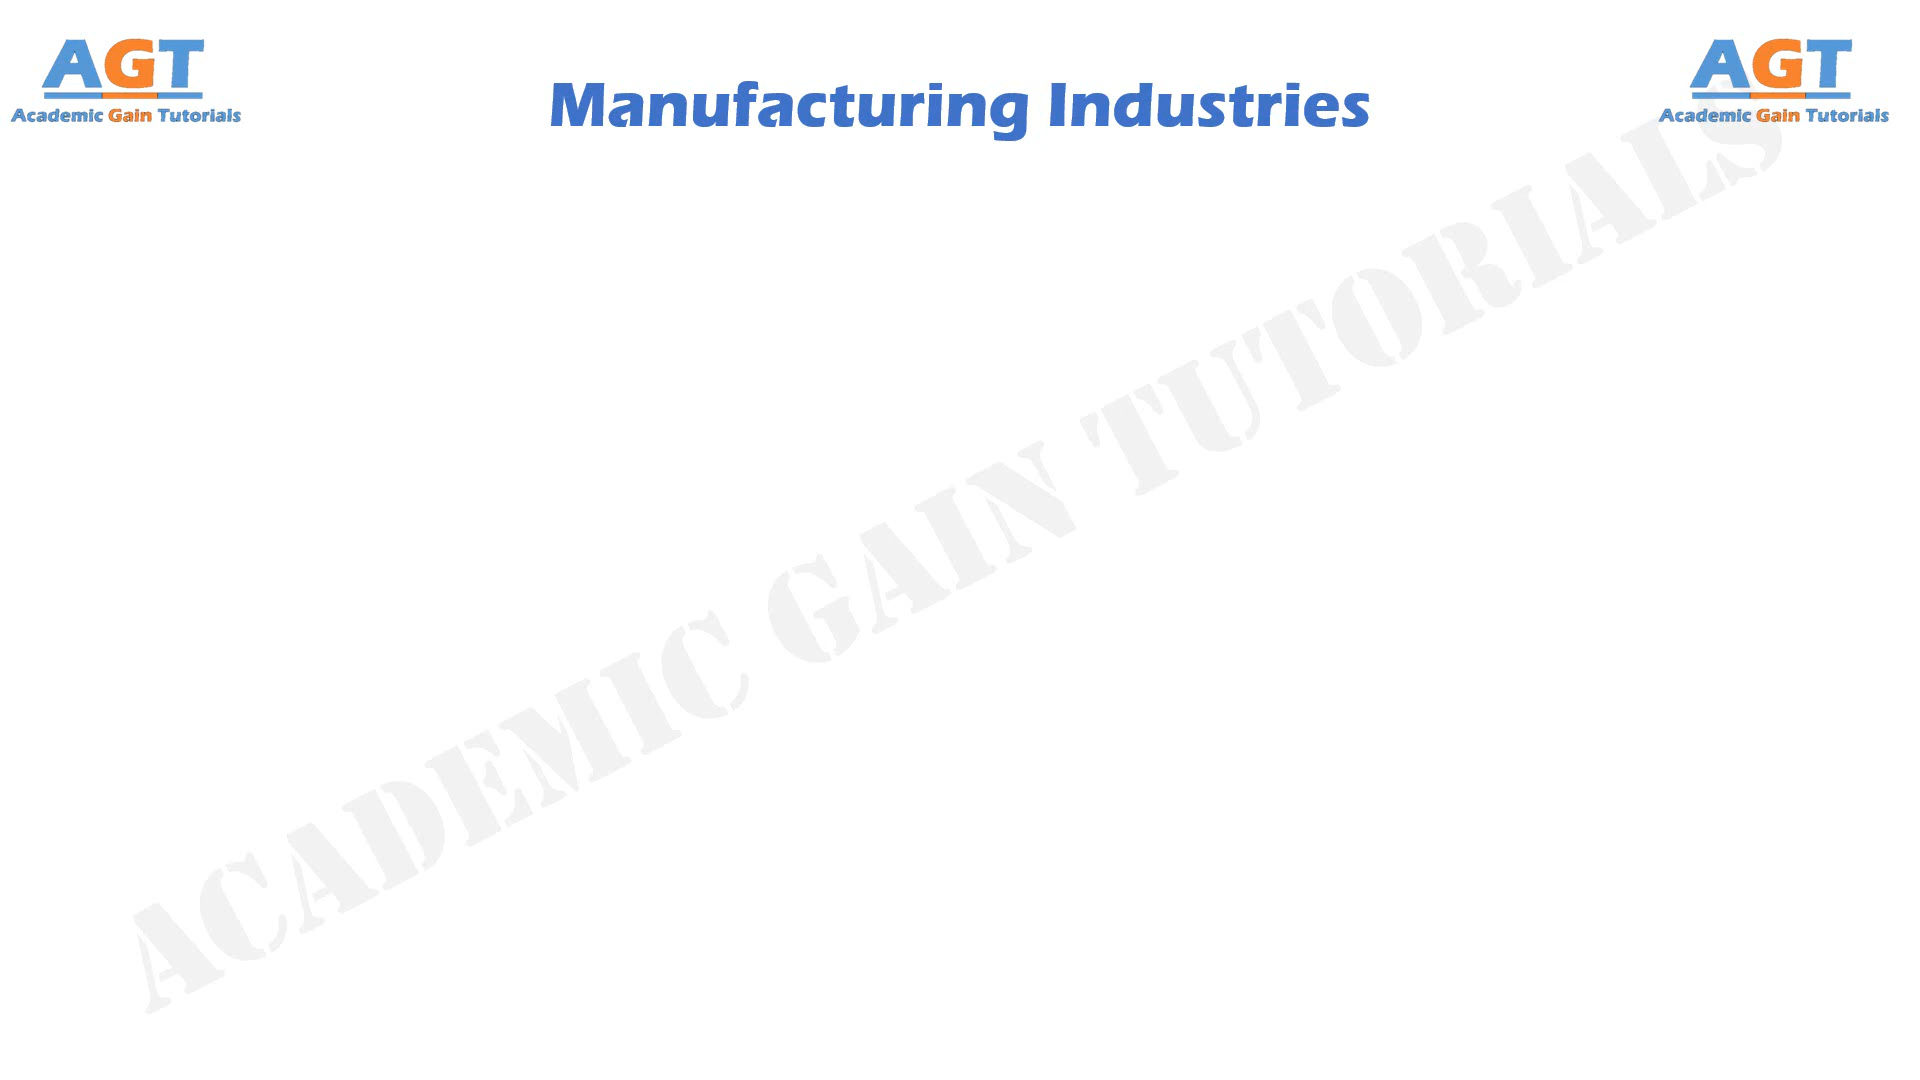 AGT
Academic Gain Tutorials
Manufacturing Industries
AGT
Academic Gain Tutorials
ACADEMIC GAIN TUTORIALS